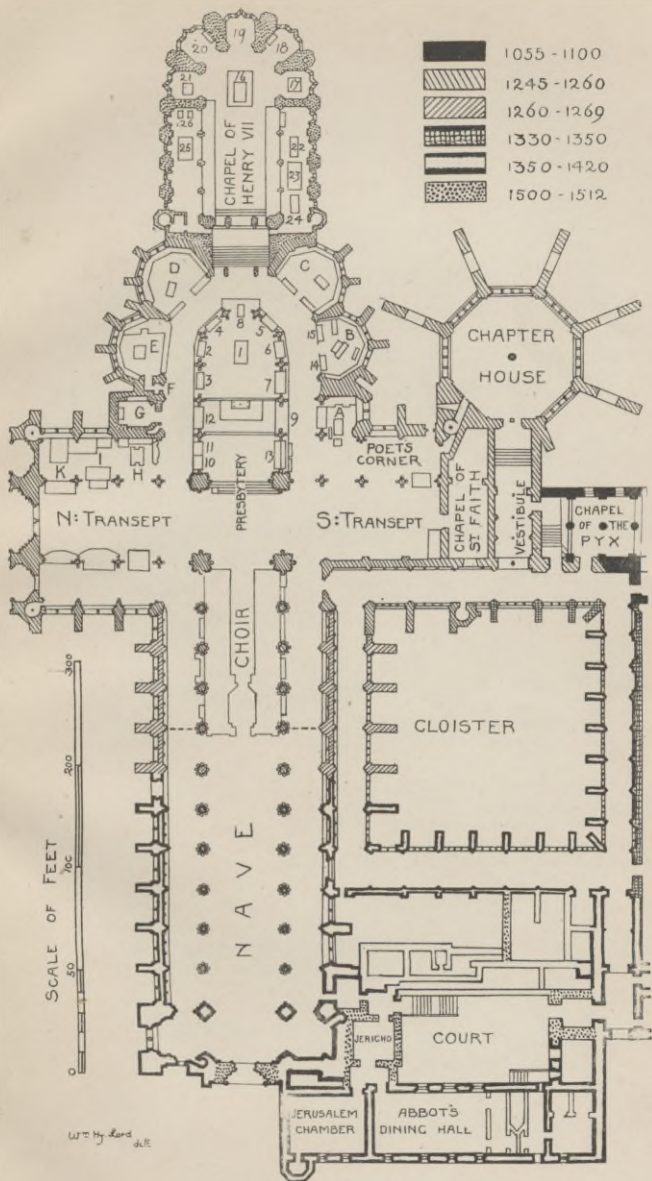 1055-1100
1245-1260
1260-1269
1330-1350
1350-1420
1500-1512
19
20
18
21
16
17
26
25
22
23
24
CHAPEL OF
HENRY VII
D
C
E
B
F
G
A
4
8
5
2
1
6
3
7
15
14
12
9
11
10
13
PRESBYTERY
K
I
H
POETS
CORNER
CHAPTER
HOUSE
N: TRANSEPT
S: TRANSEPT
CHAPEL OF
ST FAITH
VESTIBULE
CHAPEL
OF THE
PYX
CHOIR
CLOISTER
NAVE
SCALE OF FEET
300
200
100
50
0
JERICHO
COURT
JERUSALEM
CHAMBER
ABBOT'S
DINING HALL
Wm Hy. Lord
delt.